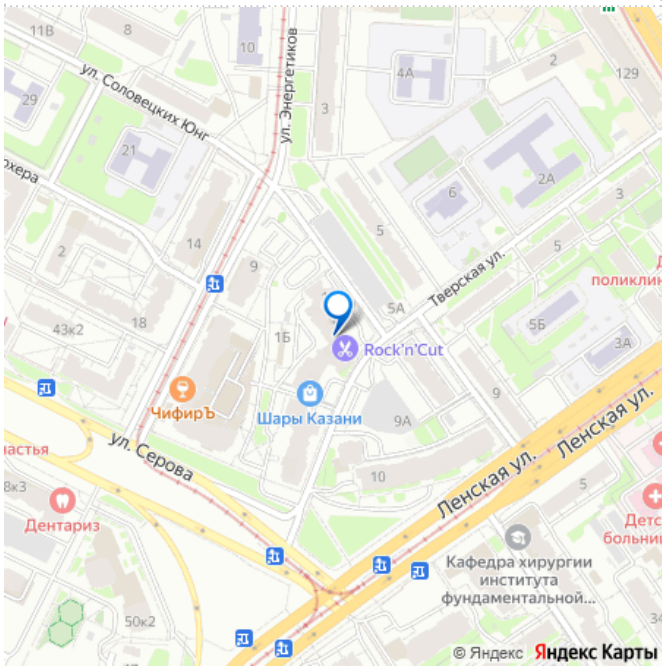 11В
8
10
ул. Энергетиков
4А
2
129
ул. Соловецких Юнг
29
3
21
охера
6
2А
3
14
2
5
5
9
Тверская ул.
поликлин
5А
43к2
18
1Б
5Б
3А
Rock'n'Cut
9
ЧифирЪ
Шары Казани
9А
ул. Серова
Ленская ул.
Ленская ул.
астья
10
8к3
5
Дентариз
Детс
больни
Кафедра хирургии
института
фундаментальной...
50к2
© Яндекс Яндекс Карты